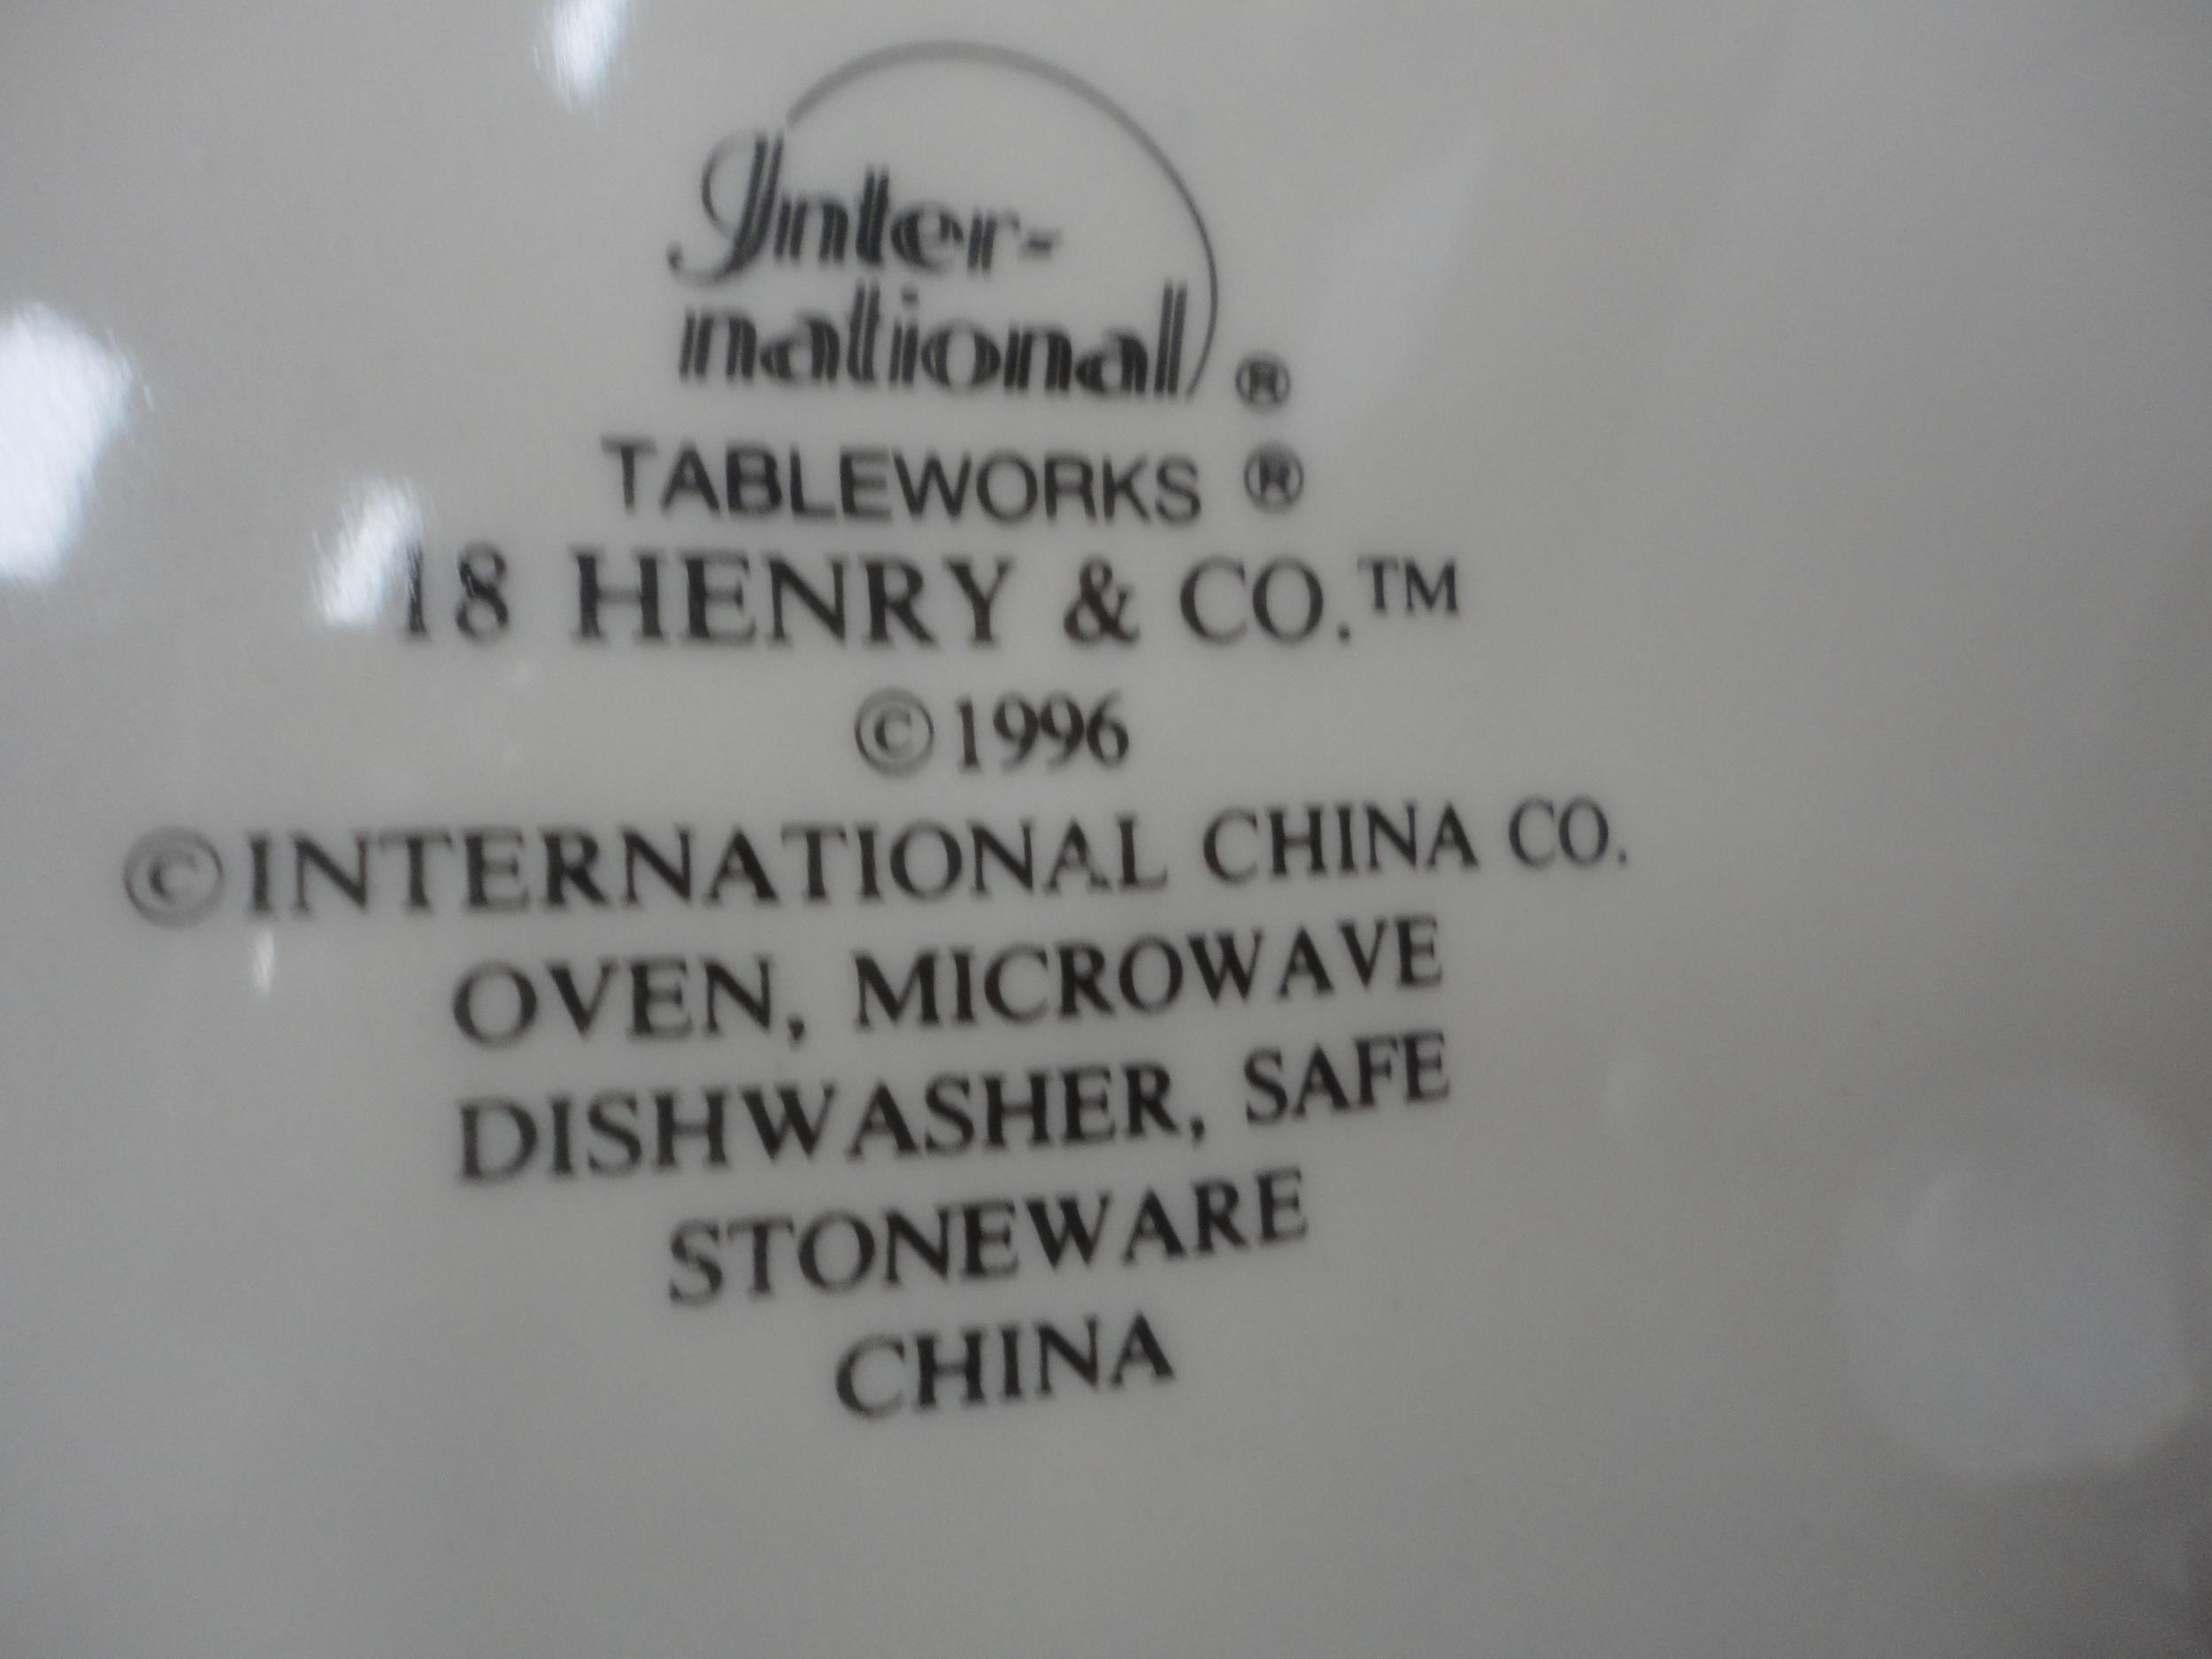 Inter-
national ®
TABLEWORKS ®
18 HENRY & CO.™
©1996
©INTERNATIONAL CHINA CO.
OVEN, MICROWAVE
DISHWASHER, SAFE
STONEWARE
CHINA